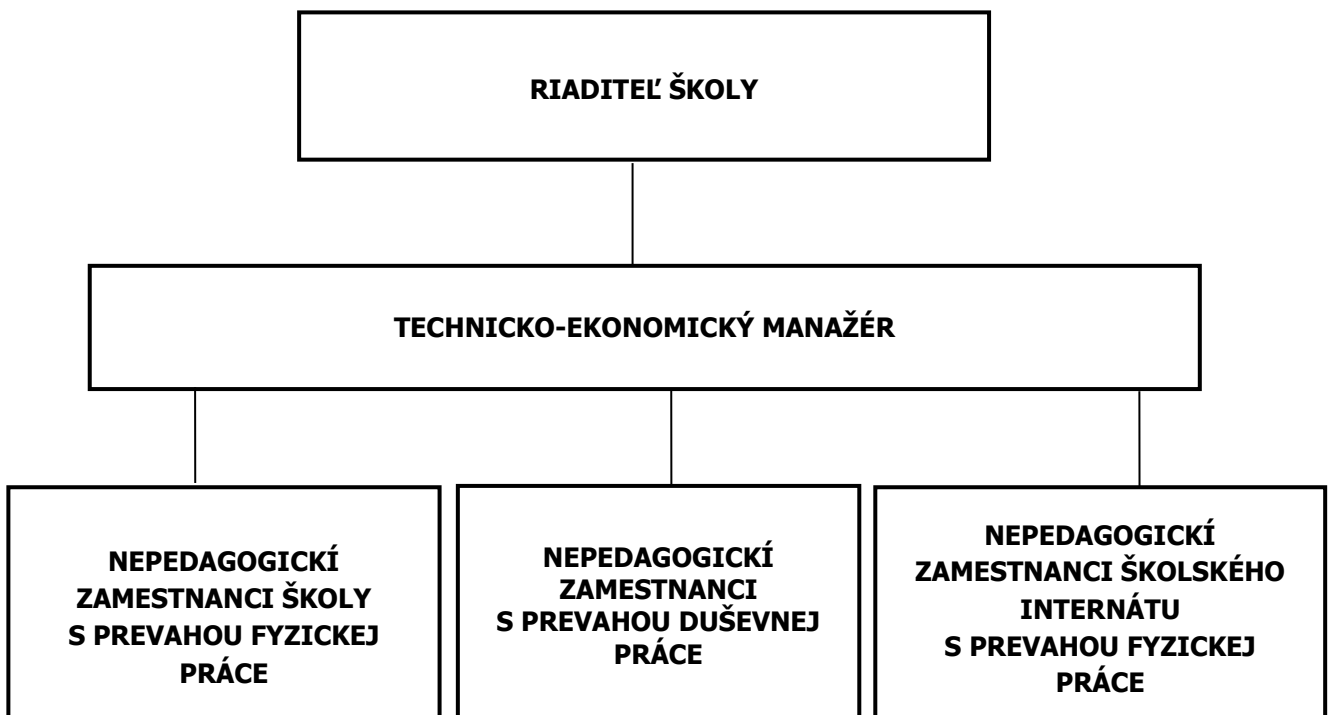 RIADITEĽ ŠKOLY
TECHNICKO-EKONOMICKÝ MANAŽÉR
NEPEDAGOGICKÍ
ZAMESTNANCI ŠKOLY
S PREVAHOU FYZICKEJ
PRÁCE
NEPEDAGOGICKÍ
ZAMESTNANCI
S PREVAHOU DUŠEVNEJ
PRÁCE
NEPEDAGOGICKÍ
ZAMESTNANCI ŠKOLSKÉHO
INTERNÁTU
S PREVAHOU FYZICKEJ
PRÁCE